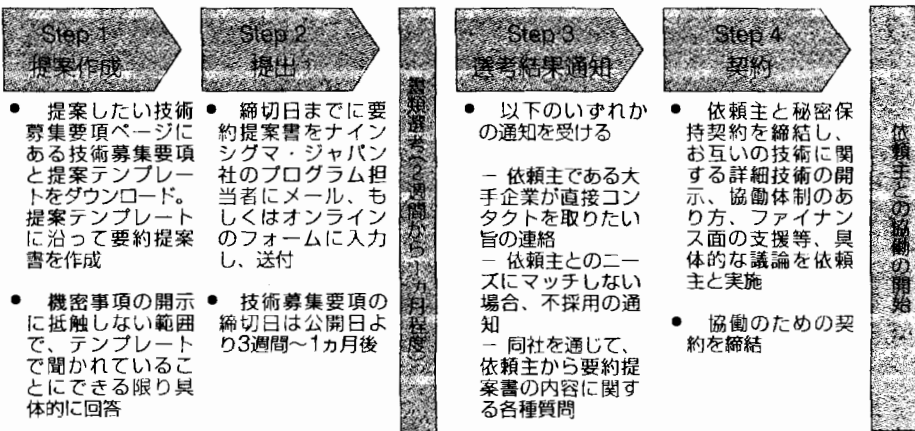 Step 1
提案作成
● 提案したい技術
募集要項ページに
ある技術募集要項
と提案テンプレー
トをダウンロード。
提案テンプレート
に沿って要約提案
書を作成
● 機密事項の開示
に抵触しない範囲
で、テンプレート
で聞かれているこ
とにできる限り具
体的に回答
Step 2
提出
● 締切日までに要
約提案書をナイン
シグマ・ジャパン
社のプログラム担
当者にメール、も
しくはオンライン
のフォームに入力
し、送付
● 技術募集要項の
締切日は公開日よ
り3週間〜1ヵ月後
書類選考(2週間から1ヵ月程度)
Step 3
選考結果通知
● 以下のいずれか
の通知を受ける
− 依頼主である大
手企業が直接コン
タクトを取りたい
旨の連絡
− 依頼主とのニー
ズにマッチしない
場合、不採用の通
知
− 同社を通じて、
依頼主から要約提
案書の内容に関す
る各種質問
Step 4
契約
● 依頼主と秘密保
持契約を締結し、
お互いの技術に関
する詳細技術の開
示、協働体制のあ
り方、ファイナン
ス面の支援等、具
体的な議論を依頼
主と実施
● 協働のための契
約を締結
依頼主との協働の開始